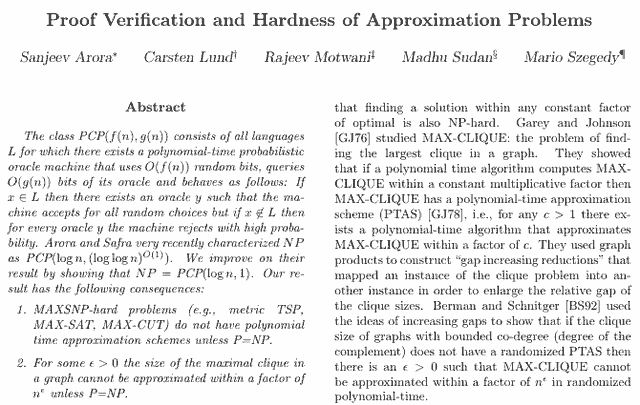 Proof Verification and Hardness of Approximation Problems
Sanjeev Arora* Carsten Lund† Rajeev Motwani‡ Madhu Sudan§ Mario Szegedy¶
Abstract
The class PCP(f(n), g(n)) consists of all languages
L for which there exists a polynomial-time probabilistic
oracle machine that uses O(f(n)) random bits, queries
O(g(n)) bits of its oracle and behaves as follows: If
x ∈ L then there exists an oracle y such that the ma-
chine accepts for all random choices but if x ∉ L then
for every oracle y the machine rejects with high proba-
bility. Arora and Safra very recently characterized NP
as PCP(log n, (log log n)^{O(1)}). We improve on their
result by showing that NP = PCP(log n, 1). Our re-
sult has the following consequences:
1. MAXSNP-hard problems (e.g., metric TSP,
MAX-SAT, MAX-CUT) do not have polynomial
time approximation schemes unless P=NP.
2. For some ϵ > 0 the size of the maximal clique in
a graph cannot be approximated within a factor of
n^ϵ unless P=NP.
that finding a solution within any constant factor
of optimal is also NP-hard. Garey and Johnson
[GJ76] studied MAX-CLIQUE: the problem of find-
ing the largest clique in a graph. They showed
that if a polynomial time algorithm computes MAX-
CLIQUE within a constant multiplicative factor then
MAX-CLIQUE has a polynomial-time approximation
scheme (PTAS) [GJ78], i.e., for any c > 1 there ex-
ists a polynomial-time algorithm that approximates
MAX-CLIQUE within a factor of c. They used graph
products to construct “gap increasing reductions” that
mapped an instance of the clique problem into an-
other instance in order to enlarge the relative gap of
the clique sizes. Berman and Schnitger [BS92] used
the ideas of increasing gaps to show that if the clique
size of graphs with bounded co-degree (degree of the
complement) does not have a randomized PTAS then
there is an ϵ > 0 such that MAX-CLIQUE cannot
be approximated within a factor of n^ϵ in randomized
polynomial-time.